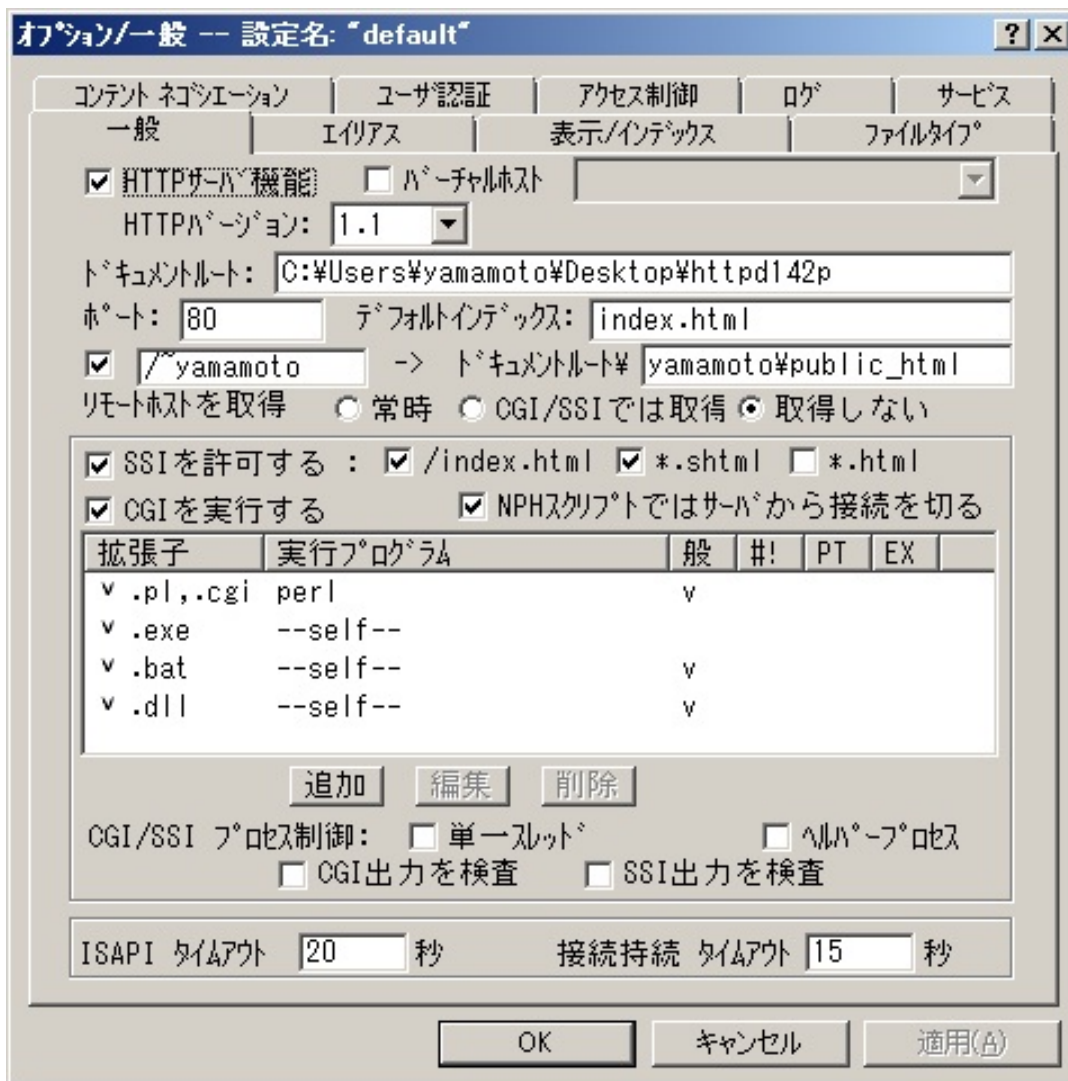 オプション/一般 -- 設定名: "default"
コンテント ネゴシエーション ユーザ認証 アクセス制御 ログ サービス
一般 エイリアス 表示/インデックス ファイルタイプ
HTTPサーバ機能 バーチャルホスト
HTTPバージョン: 1.1
ドキュメントルート: C:¥Users¥yamamoto¥Desktop¥httpd142p
ポート: 80 デフォルトインデックス: index.html
/~yamamoto -> ドキュメントルート¥ yamamoto¥public_html
リモートホストを取得 常時 CGI/SSIでは取得 取得しない
SSIを許可する : /index.html *.shtml *.html
CGIを実行する NPHスクリプトではサーバから接続を切る
拡張子 実行プログラム 般 #! PT EX
v .pl,.cgi perl v
v .exe --self--
v .bat --self-- v
v .dll --self-- v
追加 編集 削除
CGI/SSI プロセス制御: 単一スレッド ヘルパープロセス
CGI出力を検査 SSI出力を検査
ISAPI タイムアウト 20 秒 接続持続 タイムアウト 15 秒
OK キャンセル 適用(A)